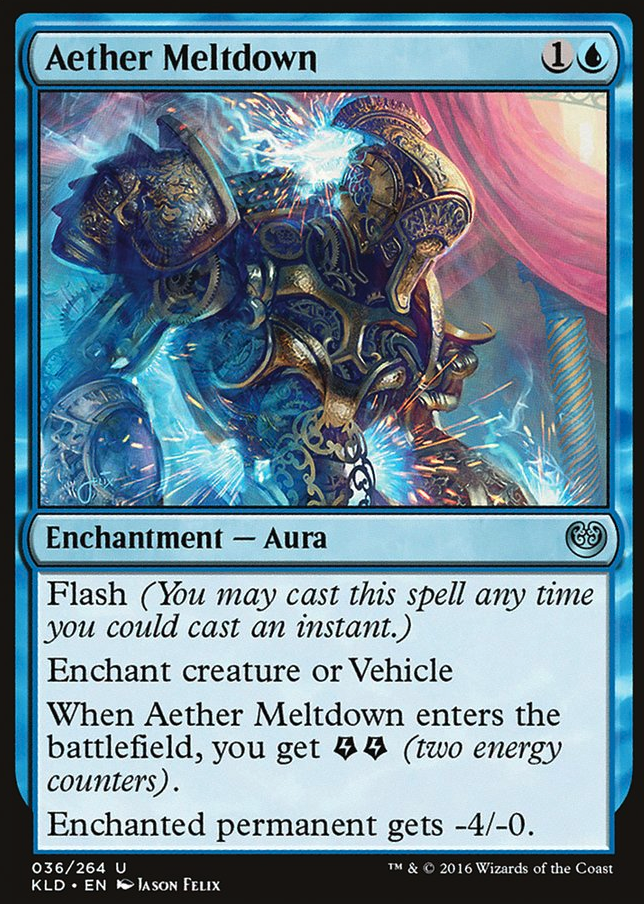 Aether Meltdown 1
Jelix
Enchantment — Aura
Flash (You may cast this spell any time
you could cast an instant.)
Enchant creature or Vehicle
When Aether Meltdown enters the
battlefield, you get (two energy
counters).
Enchanted permanent gets -4/-0.
036/264 U
KLD • EN Jason Felix
™ & © 2016 Wizards of the Coast